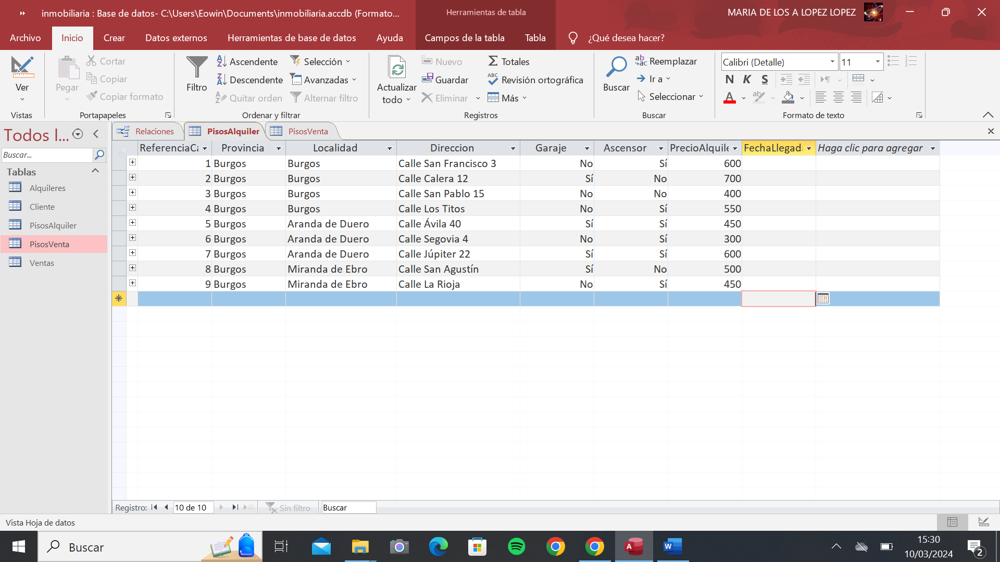 inmobiliaria : Base de datos- C:\Users\Eowin\Documents\inmobiliaria.accdb (Formato...
Herramientas de tabla
MARIA DE LOS A LOPEZ LOPEZ
Archivo Inicio Crear Datos externos Herramientas de base de datos Ayuda Campos de la tabla Tabla ¿Qué desea hacer?
Ver
Vistas
Pegar
Cortar
Copiar
Copiar formato
Portapapeles
Filtro
Ascendente
Descendente
Quitar orden
Selección
Avanzadas
Alternar filtro
Ordenar y filtrar
Actualizar
todo
Nuevo
Guardar
Eliminar
Totales
Revisión ortográfica
Más
Registros
Buscar
Reemplazar
Ir a
Seleccionar
Buscar
Calibri (Detalle) 11
N K S
Formato de texto
Todos l...
Buscar...
Tablas
Alquileres
Cliente
PisosAlquiler
PisosVenta
Ventas
Relaciones PisosAlquiler PisosVenta
ReferenciaCa Provincia Localidad Direccion Garaje Ascensor PrecioAlquile FechaLlegada Haga clic para agregar
1 Burgos Burgos Calle San Francisco 3 No Sí 600
2 Burgos Burgos Calle Calera 12 Sí No 700
3 Burgos Burgos Calle San Pablo 15 No No 400
4 Burgos Burgos Calle Los Titos No Sí 550
5 Burgos Aranda de Duero Calle Ávila 40 Sí Sí 450
6 Burgos Aranda de Duero Calle Segovia 4 No Sí 300
7 Burgos Aranda de Duero Calle Júpiter 22 Sí Sí 600
8 Burgos Miranda de Ebro Calle San Agustín Sí No 500
9 Burgos Miranda de Ebro Calle La Rioja No Sí 450
Registro: 10 de 10 Sin filtro Buscar
Vista Hoja de datos
Buscar
15:30
10/03/2024
2